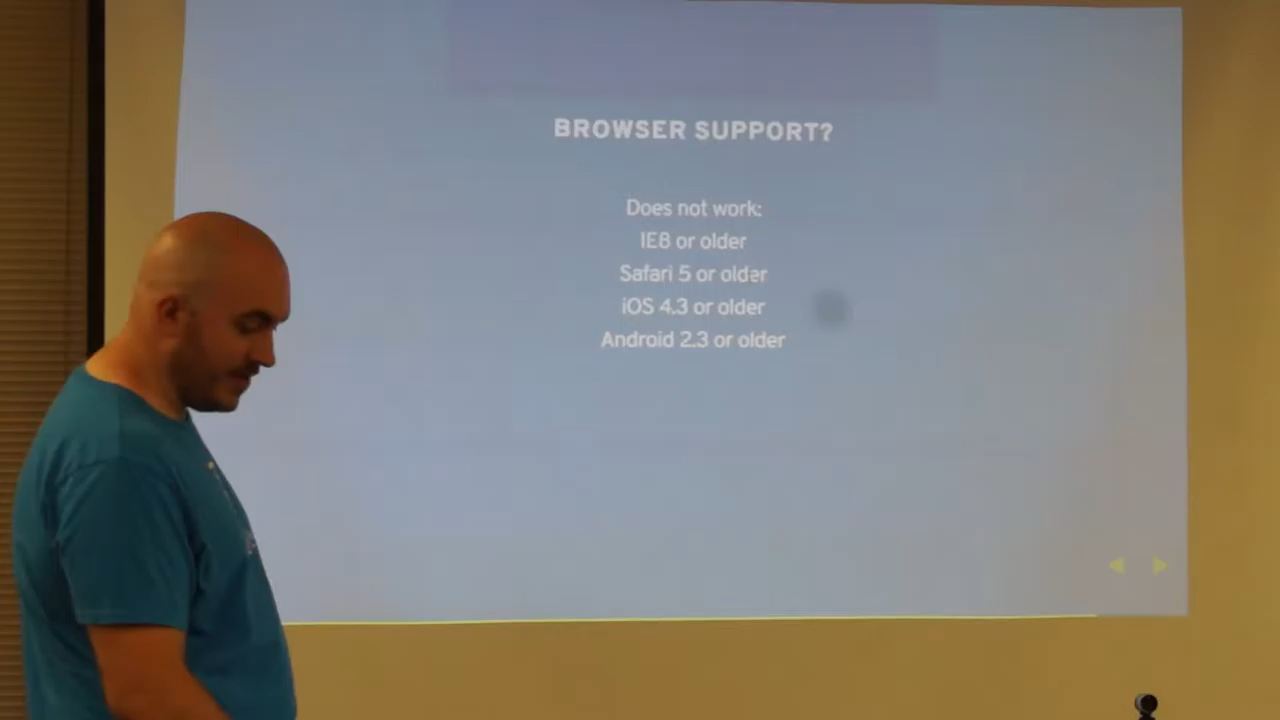 BROWSER SUPPORT?
Does not work:
IE8 or older
Safari 5 or older
iOS 4.3 or older
Android 2.3 or older